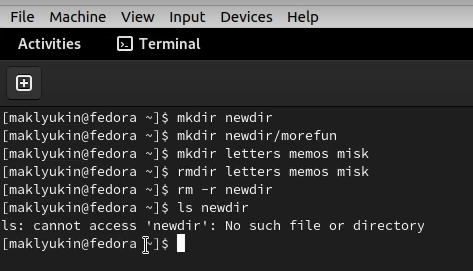 File Machine View Input Devices Help
Activities Terminal
[maklyukin@fedora ~]$ mkdir newdir
[maklyukin@fedora ~]$ mkdir newdir/morefun
[maklyukin@fedora ~]$ mkdir letters memos misk
[maklyukin@fedora ~]$ rmdir letters memos misk
[maklyukin@fedora ~]$ rm -r newdir
[maklyukin@fedora ~]$ ls newdir
ls: cannot access 'newdir': No such file or directory
[maklyukin@fedora ~]$